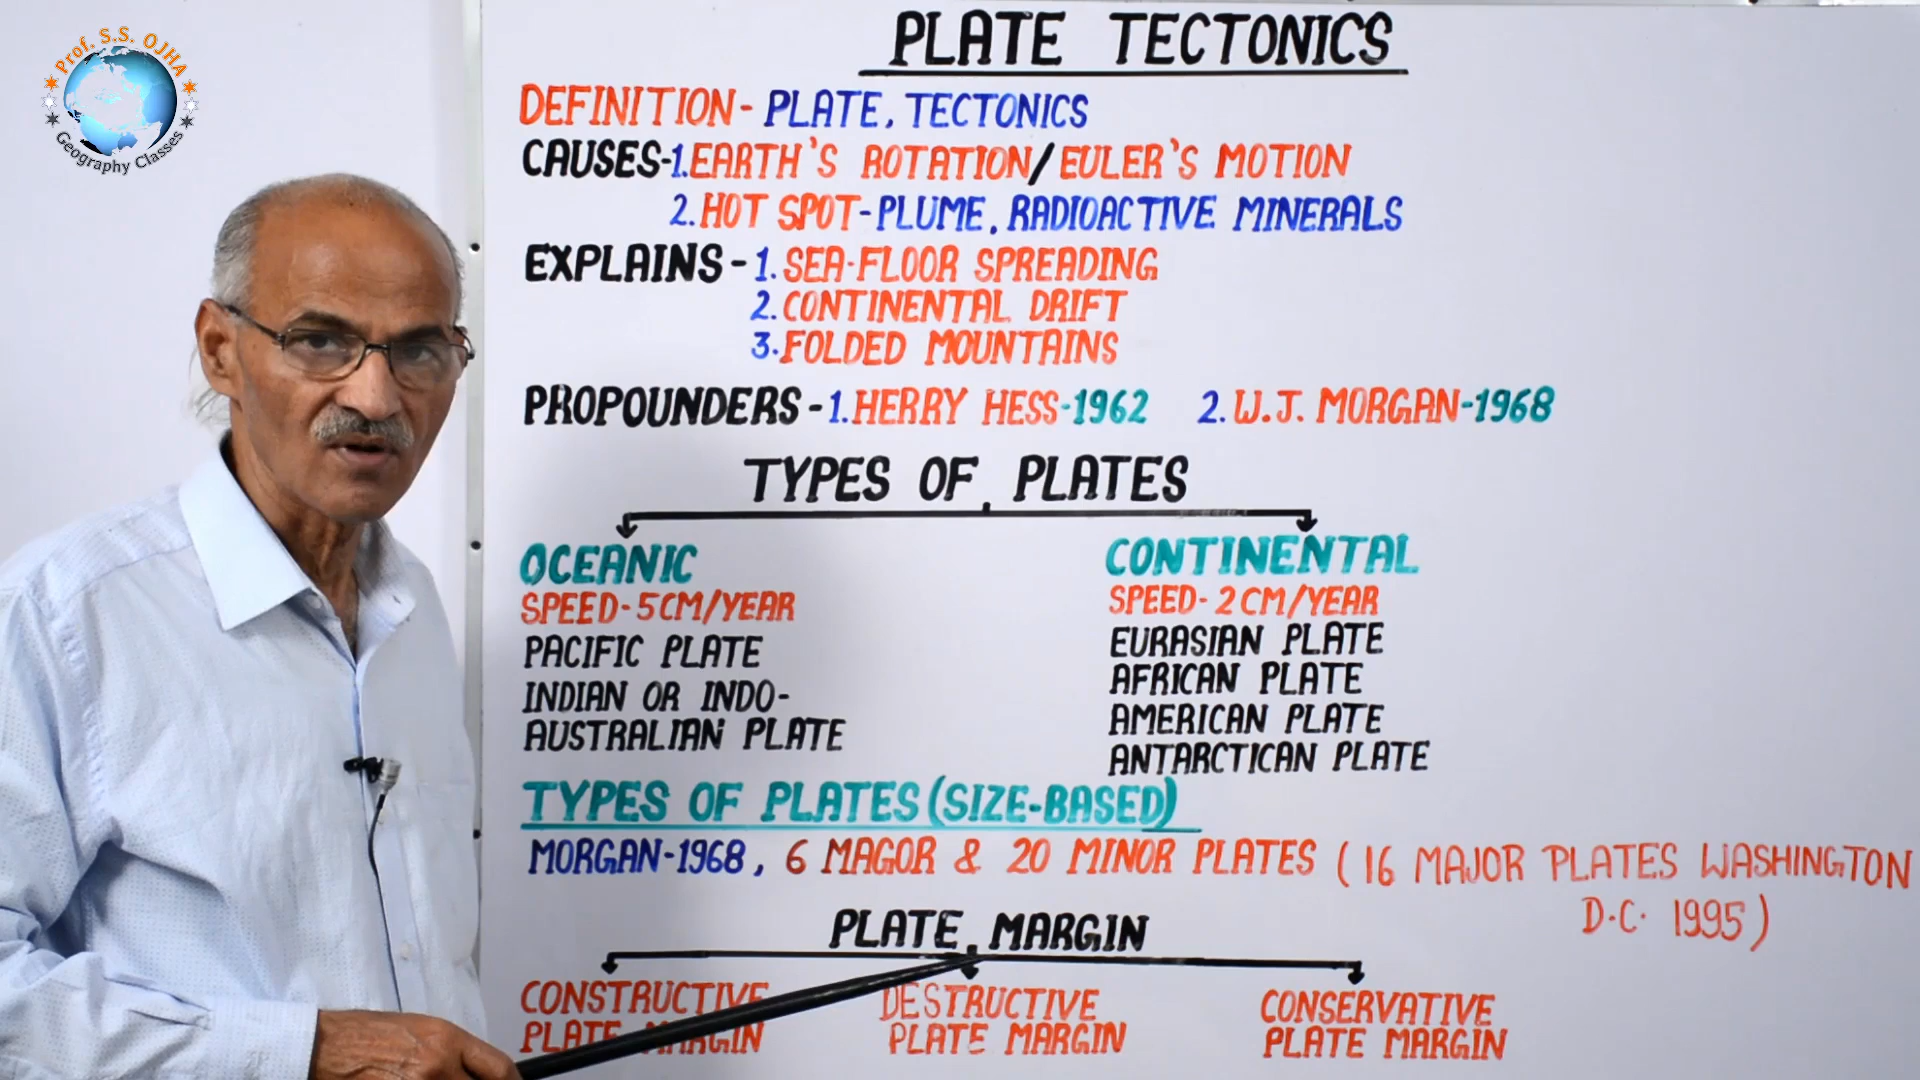 Prof. S.S. OJHA
Geography Classes
PLATE TECTONICS
DEFINITION- PLATE, TECTONICS
CAUSES-1.EARTH'S ROTATION/EULER'S MOTION
2.HOT SPOT-PLUME, RADIOACTIVE MINERALS
EXPLAINS-1.SEA-FLOOR SPREADING
2.CONTINENTAL DRIFT
3.FOLDED MOUNTAINS
PROPOUNDERS-1.HERRY HESS-1962 2.W.J. MORGAN-1968
TYPES OF PLATES
OCEANIC
SPEED-5CM/YEAR
PACIFIC PLATE
INDIAN OR INDO-
AUSTRALIAN PLATE
CONTINENTAL
SPEED-2CM/YEAR
EURASIAN PLATE
AFRICAN PLATE
AMERICAN PLATE
ANTARCTICAN PLATE
TYPES OF PLATES(SIZE-BASED)
MORGAN-1968, 6 MAGOR & 20 MINOR PLATES (16 MAJOR PLATES WASHINGTON
D.C. 1995)
PLATE MARGIN
CONSTRUCTIVE
PLATE MARGIN
DESTRUCTIVE
PLATE MARGIN
CONSERVATIVE
PLATE MARGIN